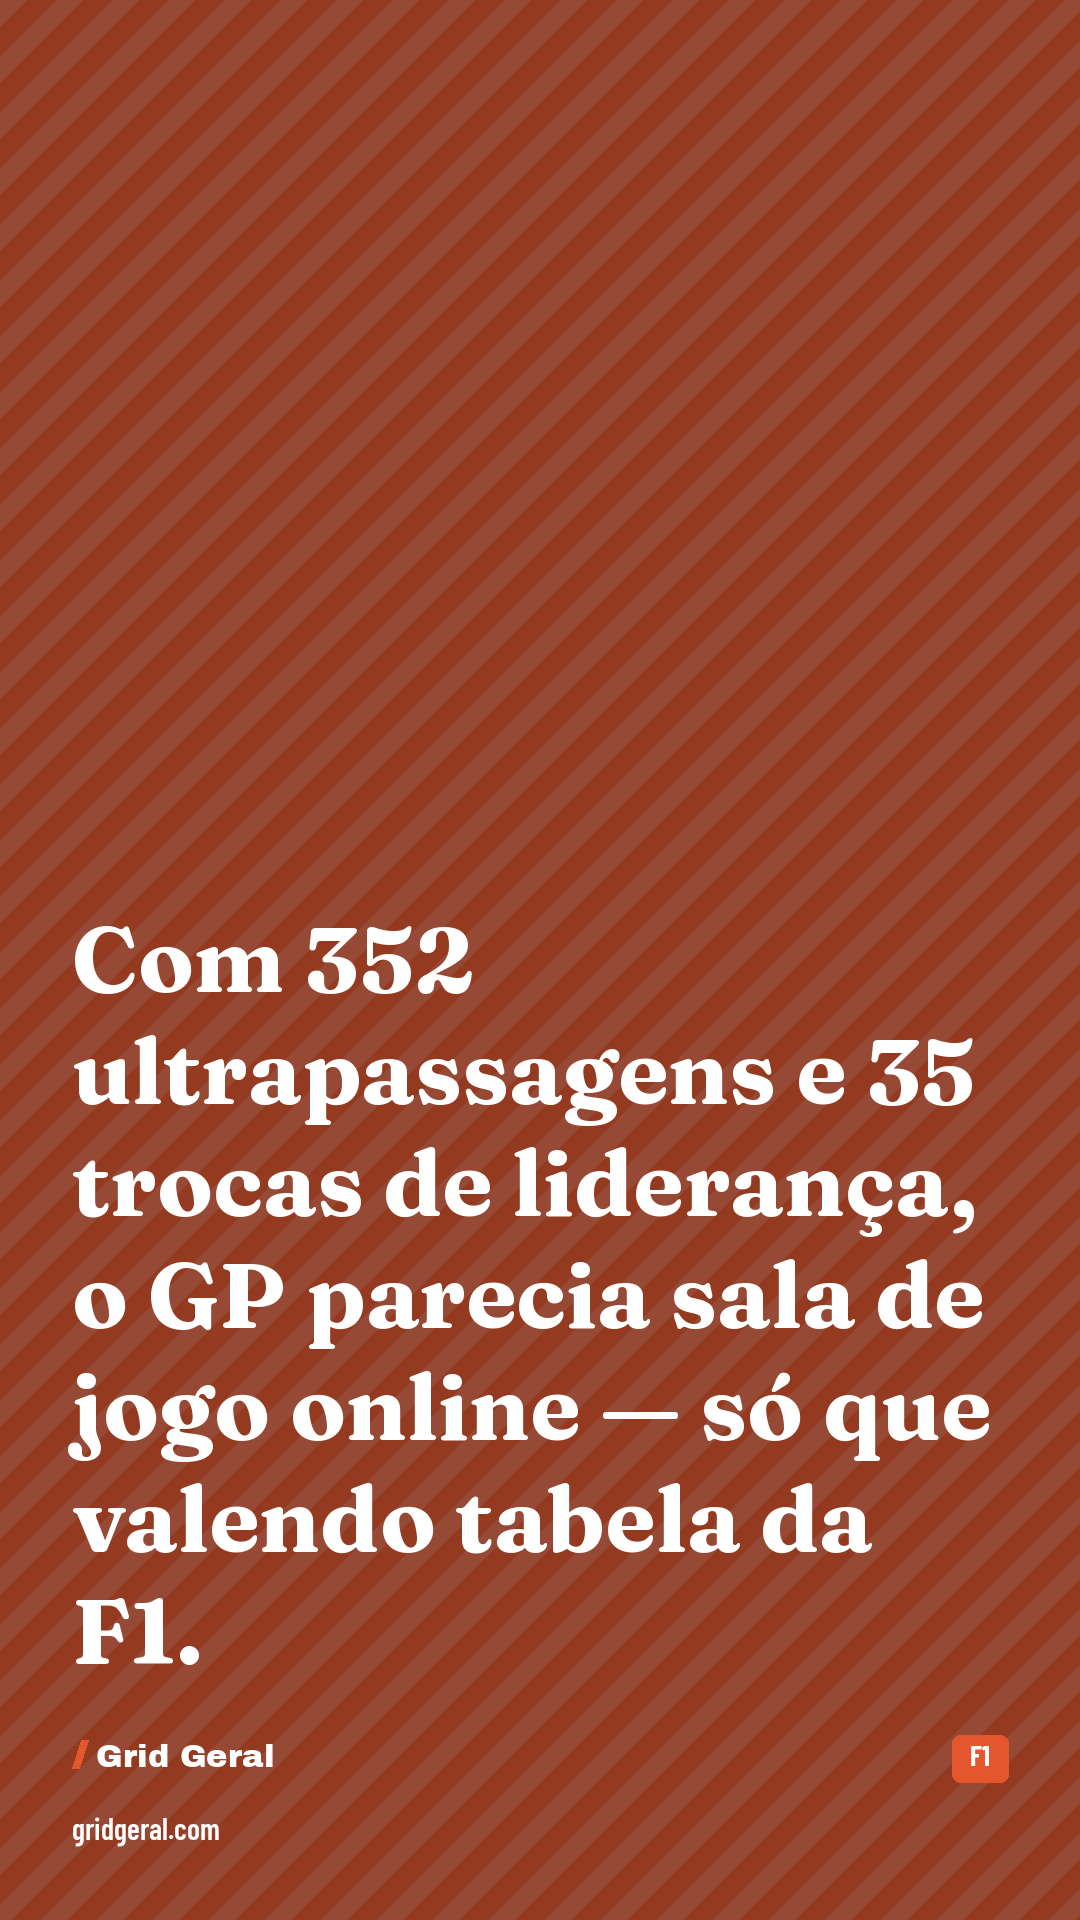 Com 352
ultrapassagens e 35
trocas de liderança,
o GP parecia sala de
jogo online — só que
valendo tabela da
F1.
Grid Geral
F1
gridgeral.com